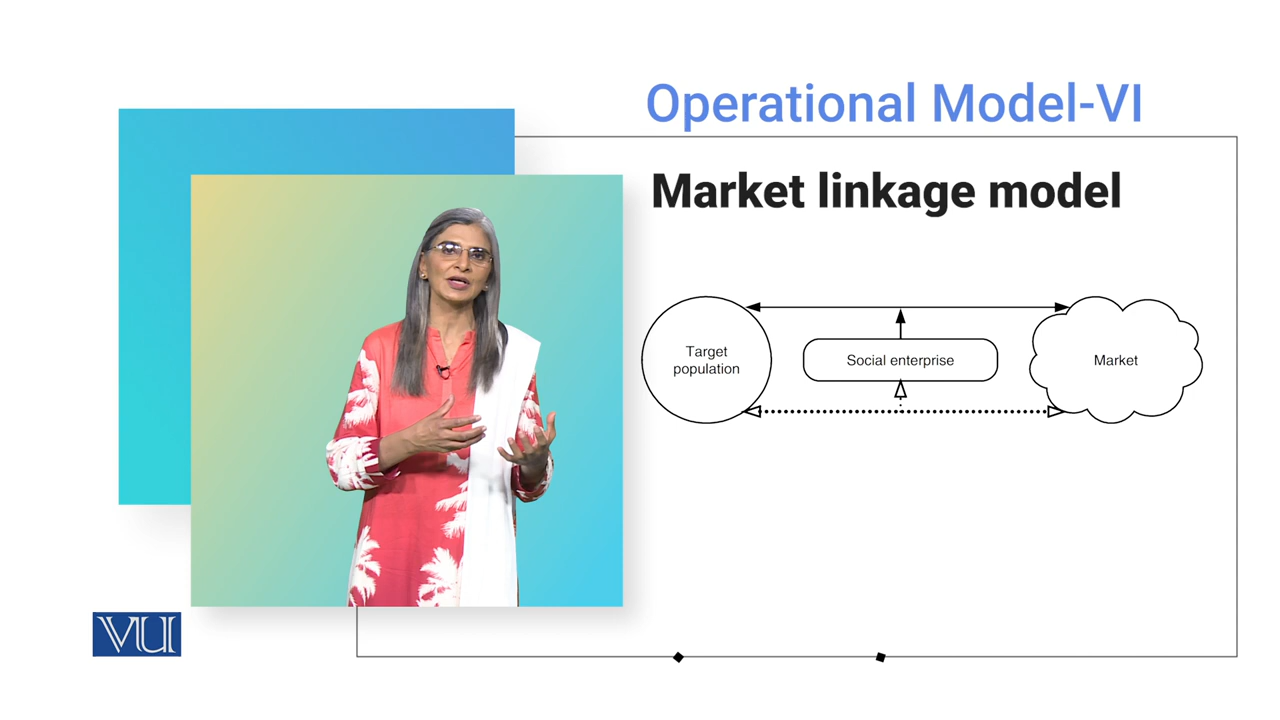 Operational Model-VI
Market linkage model
Target
population
Social enterprise
Market
VU